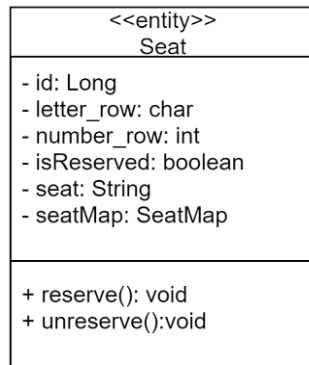 <<entity>>
Seat
- id: Long
- letter_row: char
- number_row: int
- isReserved: boolean
- seat: String
- seatMap: SeatMap
+ reserve(): void
+ unreserve():void